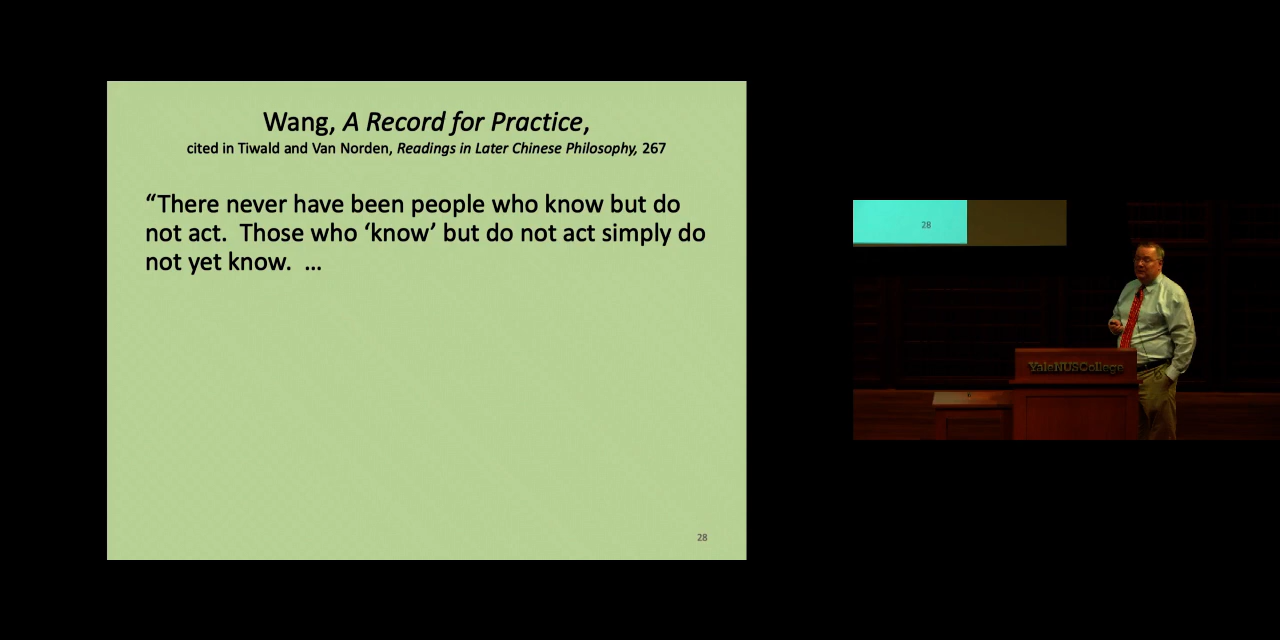 Wang, A Record for Practice,
cited in Tiwald and Van Norden, Readings in Later Chinese Philosophy, 267
“There never have been people who know but do
not act.  Those who ‘know’ but do not act simply do
not yet know.  …
28
28
YaleNUSCollege